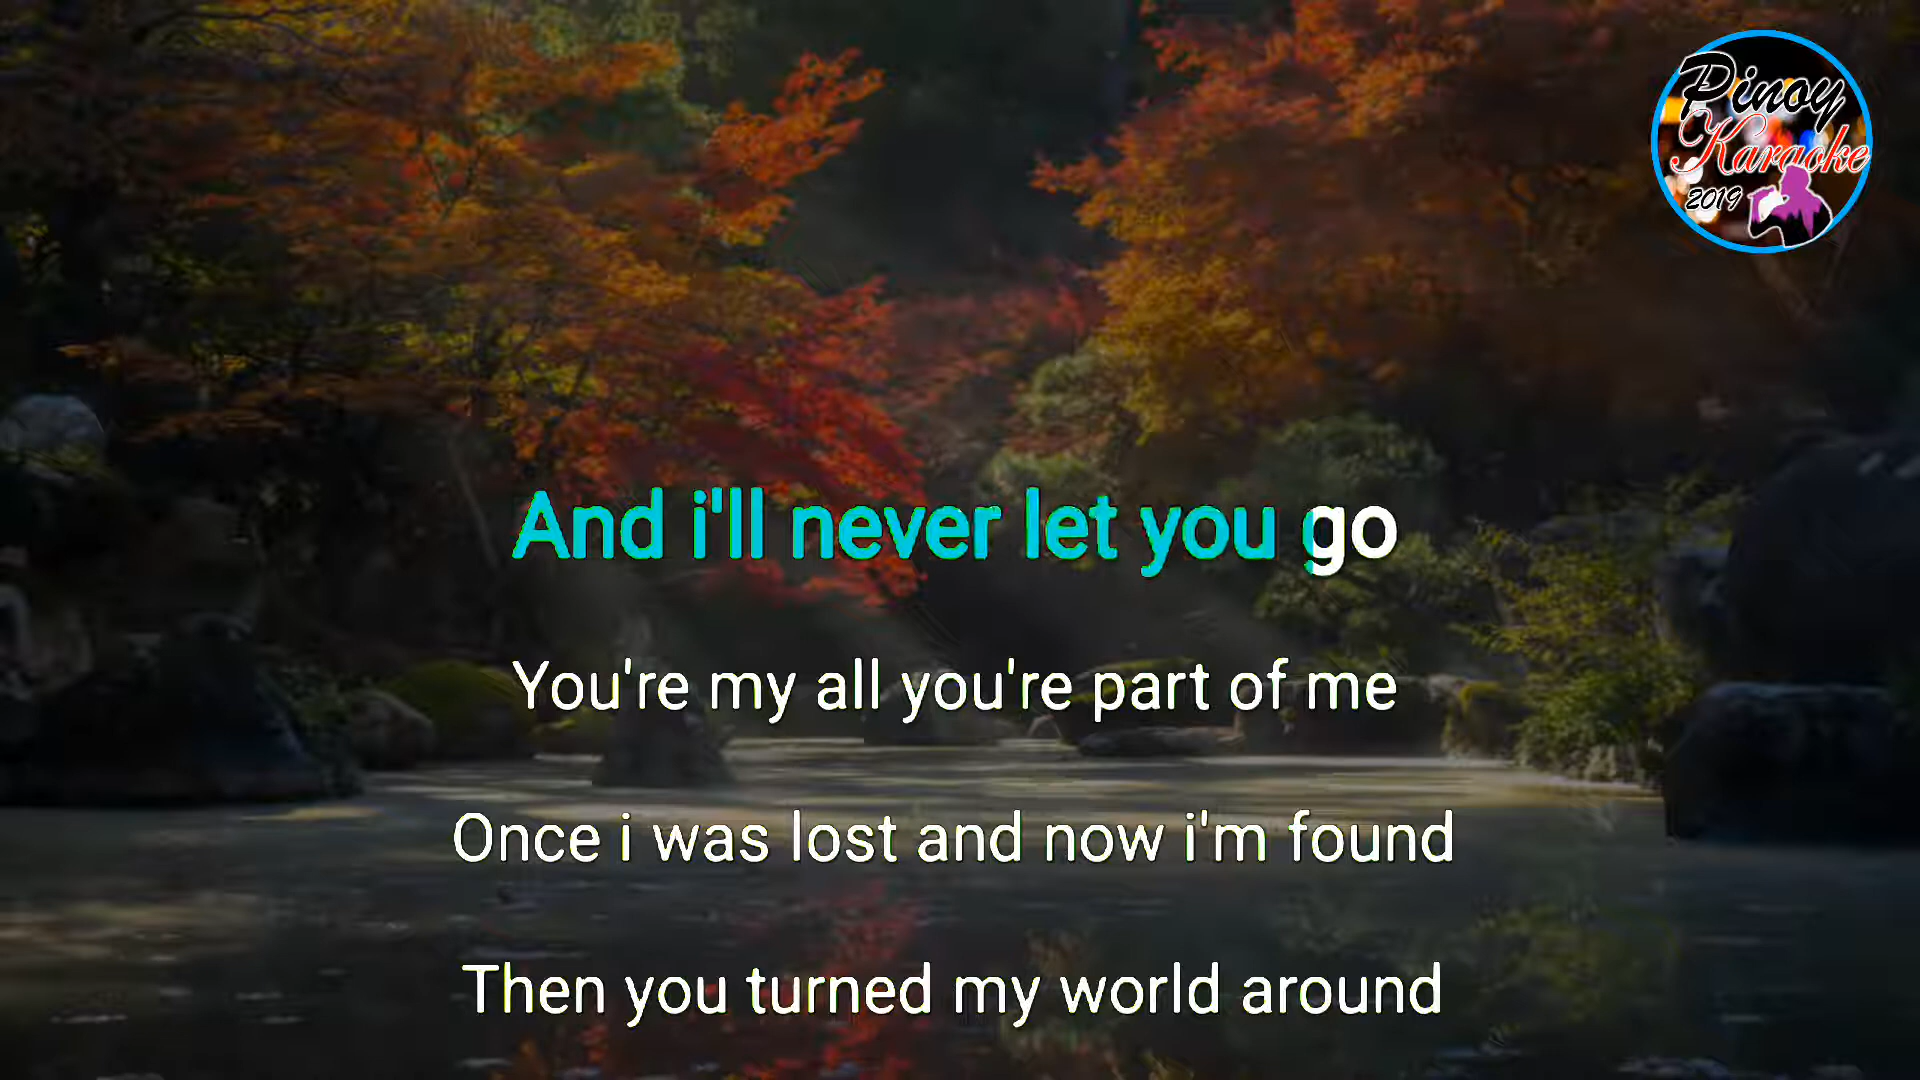 Pinoy
Karaoke
2019
And i'll never let you go
You're my all you're part of me
Once i was lost and now i'm found
Then you turned my world around